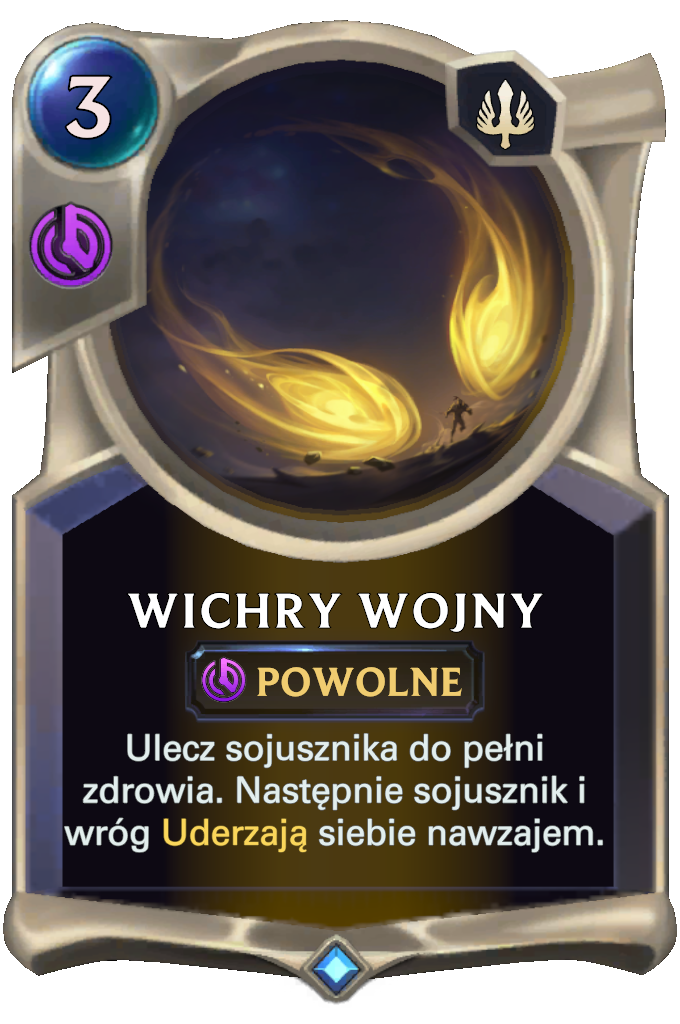 3
WICHRY WOJNY
POWOLNE
Ulecz sojusznika do pełni
zdrowia. Następnie sojusznik i
wróg Uderzają siebie nawzajem.